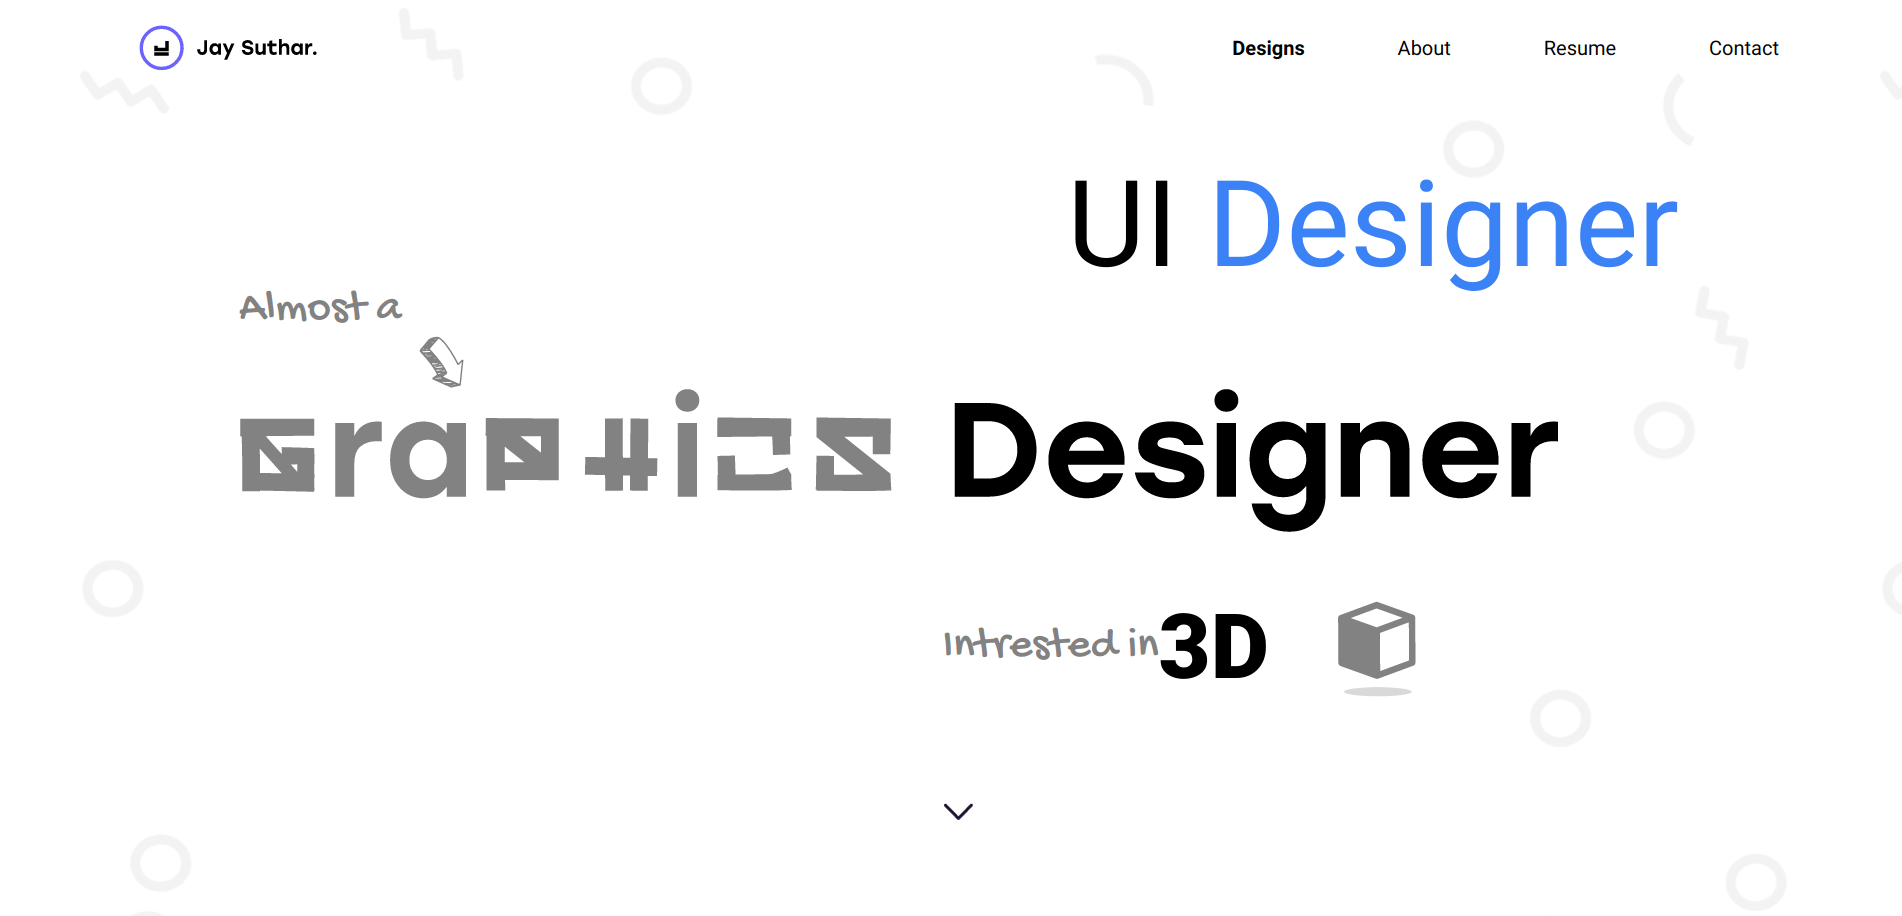 Jay Suthar.
Designs About Resume Contact
UI Designer
Almost a
Graphics Designer
Intrested in 3D